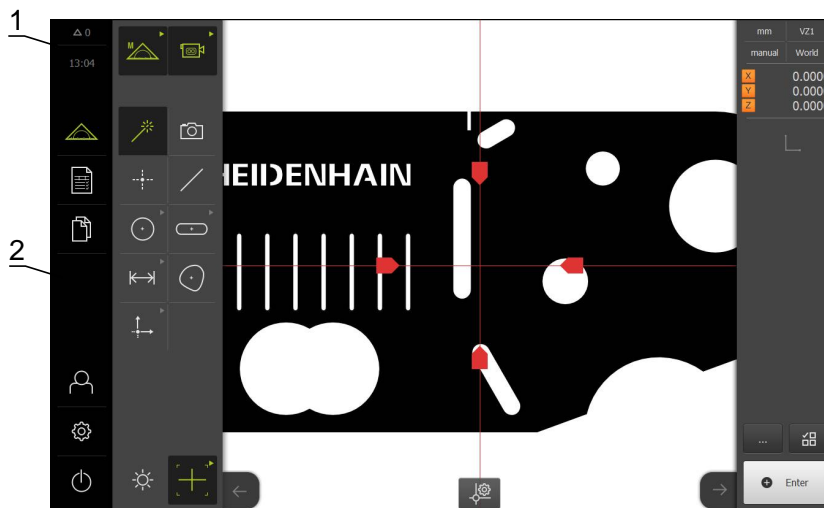 1
△ 0
13:04
M
mm VZ1
manual World
X 0.000
Y 0.000
Z 0.000
HEIDENHAIN
2
...
Enter